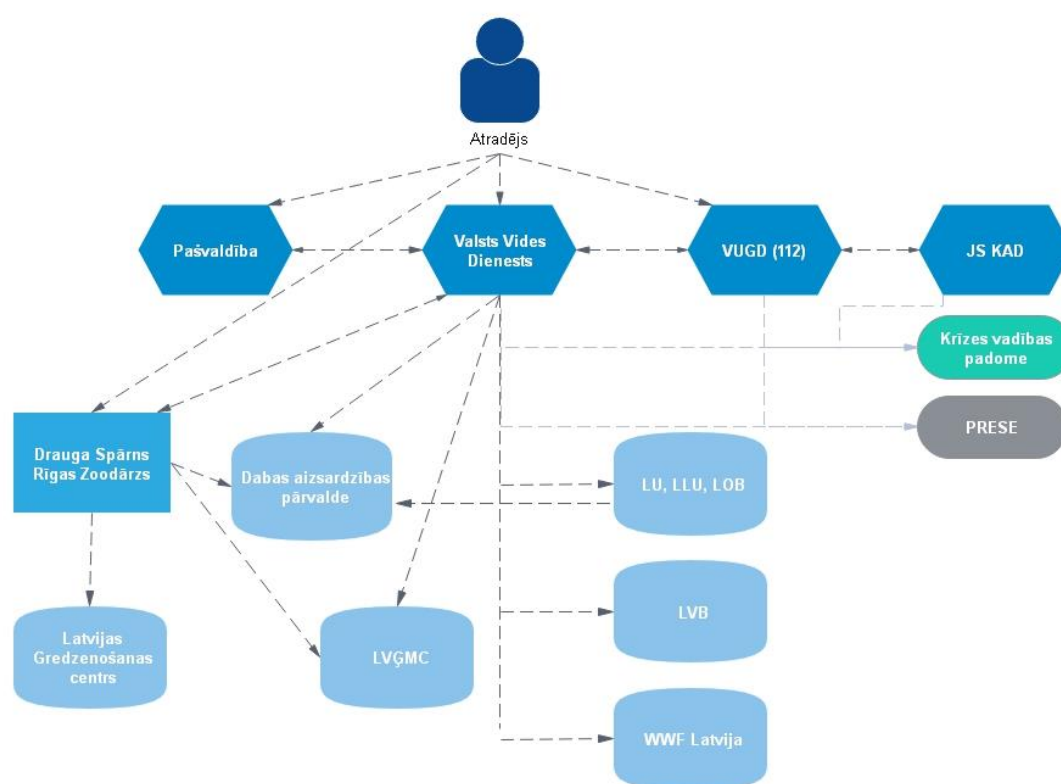 Atradējs
Pašvaldība
Valsts Vides
Dienests
VUGD (112)
JS KAD
Krīzes vadības
padome
PRESE
Drauga Spārns
Rīgas Zoodārzs
Dabas aizsardzības
pārvalde
LU, LLU, LOB
Latvijas
Gredzenošanas
centrs
LVĢMC
LVB
WWF Latvija